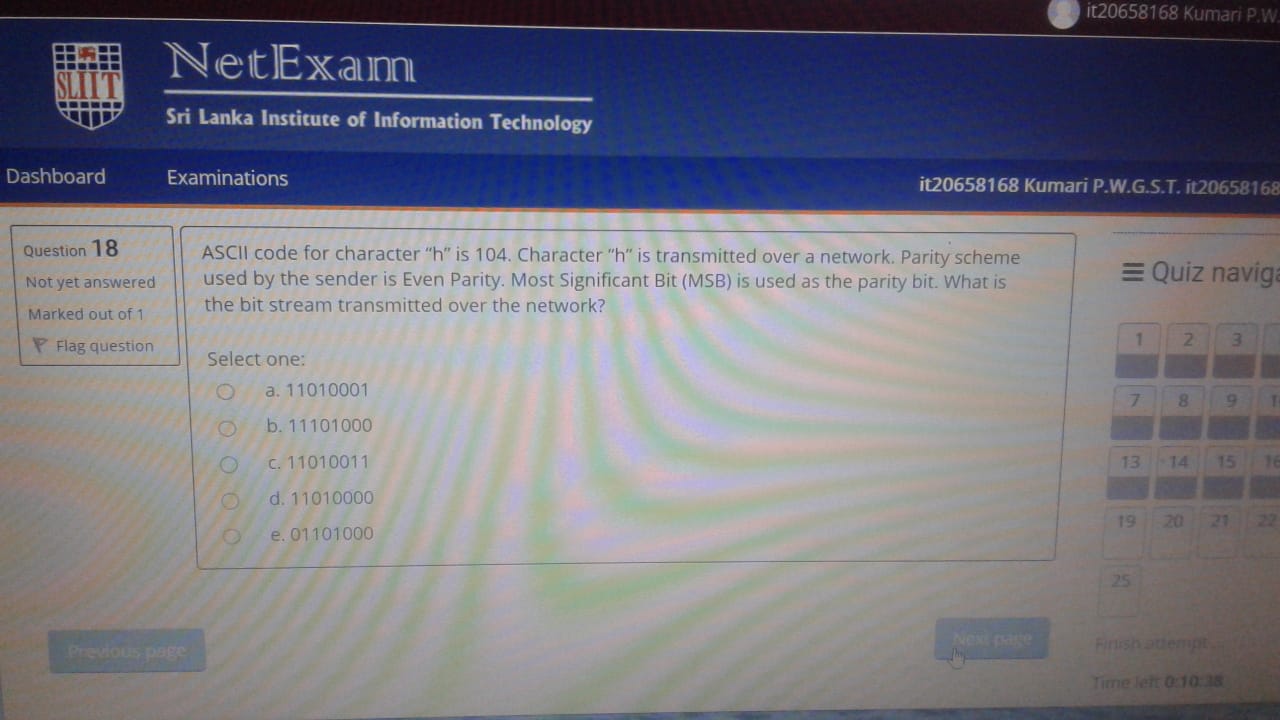 it20658168 Kumari P.W
SLIIT
NetExam
Sri Lanka Institute of Information Technology
Dashboard Examinations
it20658168 Kumari P.W.G.S.T. it20658168
Question 18
Not yet answered
Marked out of 1
Flag question
ASCII code for character “h” is 104. Character “h” is transmitted over a network. Parity scheme
used by the sender is Even Parity. Most Significant Bit (MSB) is used as the parity bit. What is
the bit stream transmitted over the network?
Select one:
a. 11010001
b. 11101000
c. 11010011
d. 11010000
e. 01101000
Previous page
Next page
Quiz naviga
1 2 3
7 8 9 1
13 14 15 16
19 20 21 22
25
Finish attempt...
Time left 0:10:38